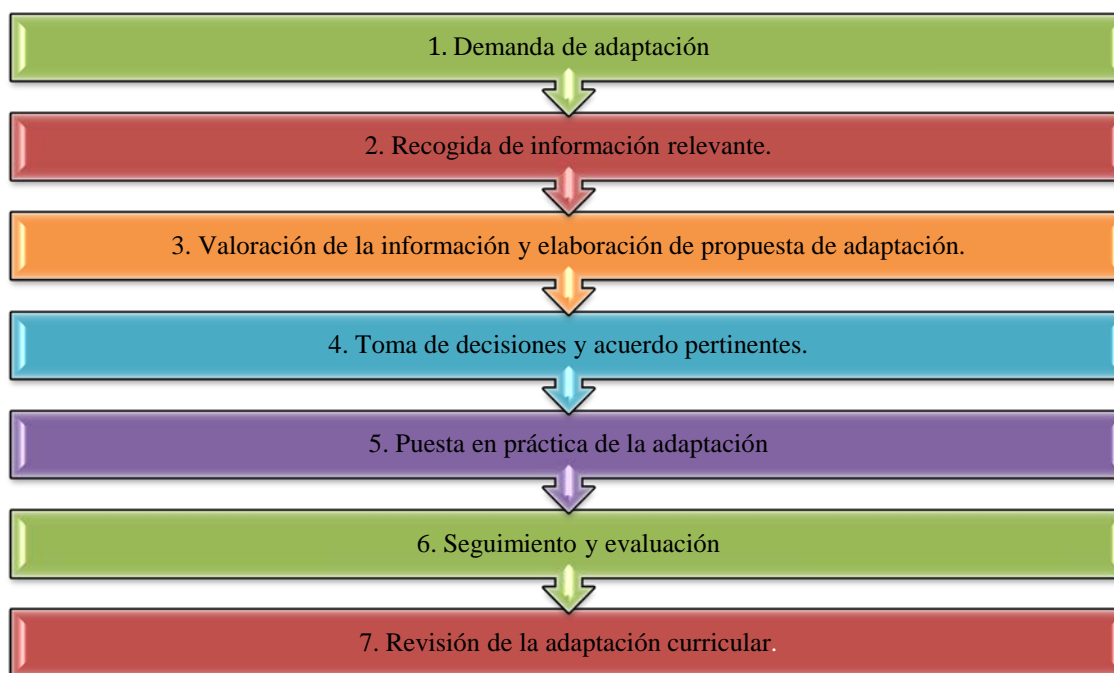 1. Demanda de adaptación
2. Recogida de información relevante.
3. Valoración de la información y elaboración de propuesta de adaptación.
4. Toma de decisiones y acuerdo pertinentes.
5. Puesta en práctica de la adaptación
6. Seguimiento y evaluación
7. Revisión de la adaptación curricular.